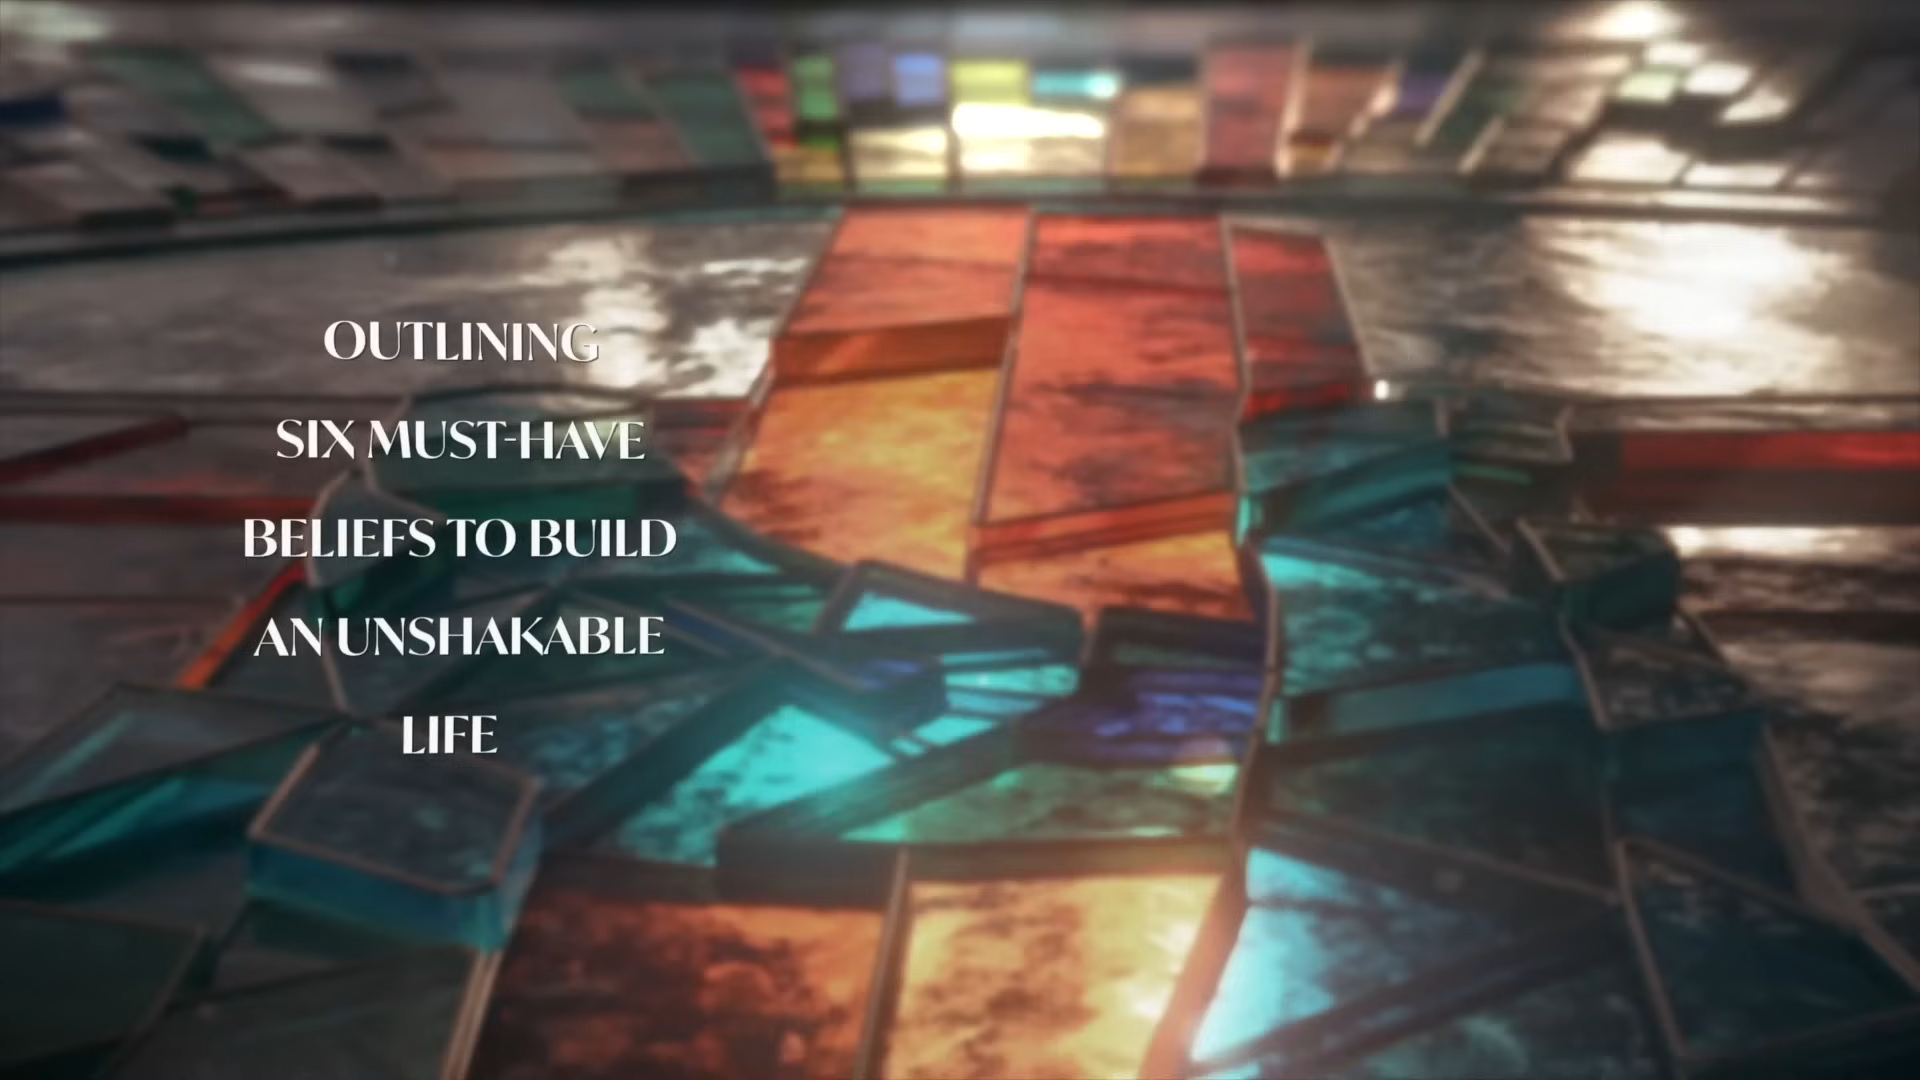 OUTLINING
SIX MUST-HAVE
BELIEFS TO BUILD
AN UNSHAKABLE
LIFE